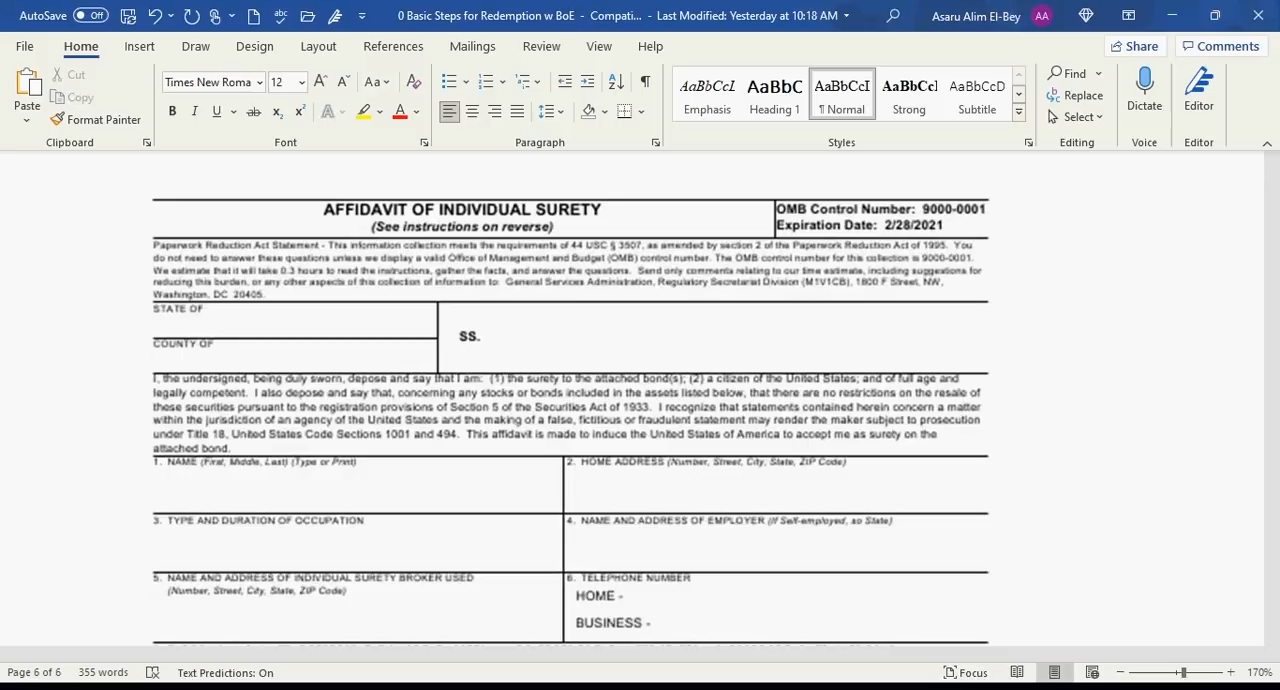 AutoSave Off 0 Basic Steps for Redemption w BoE - Compati... - Last Modified: Yesterday at 10:18 AM Asaru Alim El-Bey AA
File Home Insert Draw Design Layout References Mailings Review View Help Share Comments
Paste Cut Copy Format Painter
Times New Roma 12 Aa
B I U ab x₂ x² A A
AaBbCcI AaBbC AaBbCcI AaBbCcI AaBbCcD
Emphasis Heading 1 ¶ Normal Strong Subtitle
Find Replace Select
Dictate Editor
Clipboard Font Paragraph Styles Editing Voice Editor
AFFIDAVIT OF INDIVIDUAL SURETY
(See instructions on reverse)
OMB Control Number: 9000-0001
Expiration Date: 2/28/2021
Paperwork Reduction Act Statement - This information collection meets the requirements of 44 USC § 3507, as amended by section 2 of the Paperwork Reduction Act of 1995. You
do not need to answer these questions unless we display a valid Office of Management and Budget (OMB) control number. The OMB control number for this collection is 9000-0001.
We estimate that it will take 0.3 hours to read the instructions, gather the facts, and answer the questions. Send only comments relating to our time estimate, including suggestions for
reducing this burden, or any other aspects of this collection of information to: General Services Administration, Regulatory Secretariat Division (M1V1CB), 1800 F Street, NW,
Washington, DC 20405.
STATE OF
COUNTY OF
SS.
I, the undersigned, being duly sworn, depose and say that I am: (1) the surety to the attached bond(s); (2) a citizen of the United States; and of full age and
legally competent. I also depose and say that, concerning any stocks or bonds included in the assets listed below, that there are no restrictions on the resale of
these securities pursuant to the registration provisions of Section 5 of the Securities Act of 1933. I recognize that statements contained herein concern a matter
within the jurisdiction of an agency of the United States and the making of a false, fictitious or fraudulent statement may render the maker subject to prosecution
under Title 18, United States Code Sections 1001 and 494. This affidavit is made to induce the United States of America to accept me as surety on the
attached bond.
1. NAME (First, Middle, Last) (Type or Print)
2. HOME ADDRESS (Number, Street, City, State, ZIP Code)
3. TYPE AND DURATION OF OCCUPATION
4. NAME AND ADDRESS OF EMPLOYER (If Self-employed, so State)
5. NAME AND ADDRESS OF INDIVIDUAL SURETY BROKER USED
(Number, Street, City, State, ZIP Code)
6. TELEPHONE NUMBER
HOME -
BUSINESS -
Page 6 of 6 355 words Text Predictions: On Focus 170%